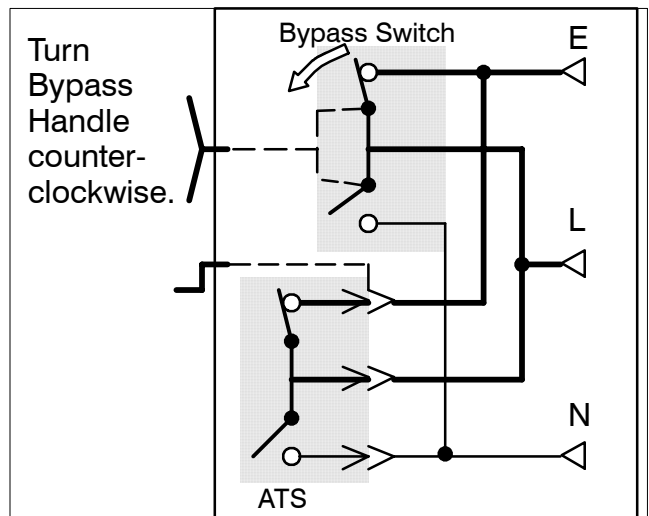 Turn
Bypass
Handle
counter-
clockwise.
Bypass Switch
E
L
N
ATS